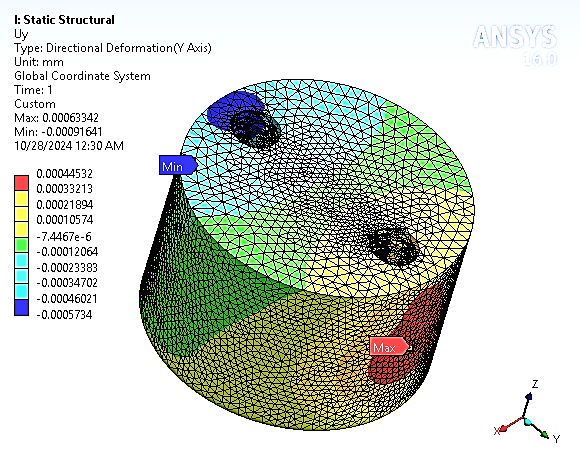 I: Static Structural
Uy
Type: Directional Deformation(Y Axis)
Unit: mm
Global Coordinate System
Time: 1
Custom
Max: 0.00063342
Min: -0.00091641
10/28/2024 12:30 AM
ANSYS
16.0
0.00044532
0.00033213
0.00021894
0.00010574
-7.4467e-6
-0.00012064
-0.00023383
-0.00034702
-0.00046021
-0.0005734
Min
Max
Z
X
Y